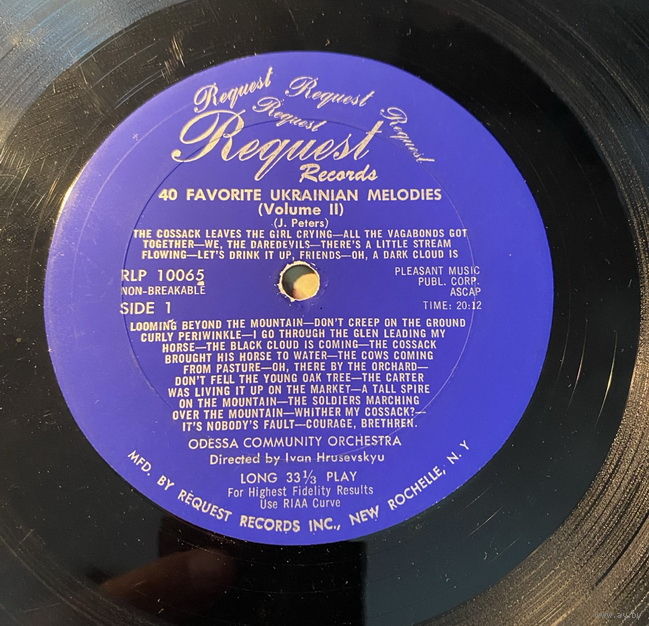 Request Request
Request Request
Request
Records
40 FAVORITE UKRAINIAN MELODIES
(Volume II)
(J. Peters)
THE COSSACK LEAVES THE GIRL CRYING—ALL THE VAGABONDS GOT
TOGETHER—WE, THE DAREDEVILS—THERE'S A LITTLE STREAM
FLOWING—LET'S DRINK IT UP, FRIENDS—OH, A DARK CLOUD IS
RLP 10065
NON-BREAKABLE
SIDE 1
PLEASANT MUSIC
PUBL. CORP.
ASCAP
TIME: 20:12
LOOMING BEYOND THE MOUNTAIN—DON'T CREEP ON THE GROUND
CURLY PERIWINKLE—I GO THROUGH THE GLEN LEADING MY
HORSE—THE BLACK CLOUD IS COMING—THE COSSACK
BROUGHT HIS HORSE TO WATER—THE COWS COMING
FROM PASTURE—OH, THERE BY THE ORCHARD—
DON'T FELL THE YOUNG OAK TREE—THE CARTER
WAS LIVING IT UP ON THE MARKET—A TALL SPIRE
ON THE MOUNTAIN—THE SOLDIERS MARCHING
OVER THE MOUNTAIN—WHITHER MY COSSACK?—
IT'S NOBODY'S FAULT—COURAGE, BRETHREN.
ODESSA COMMUNITY ORCHESTRA
Directed by Ivan Hrusevskyu
LONG 33⅓ PLAY
For Highest Fidelity Results
Use RIAA Curve
MFD. BY REQUEST RECORDS INC., NEW ROCHELLE, N. Y
www.ay.by